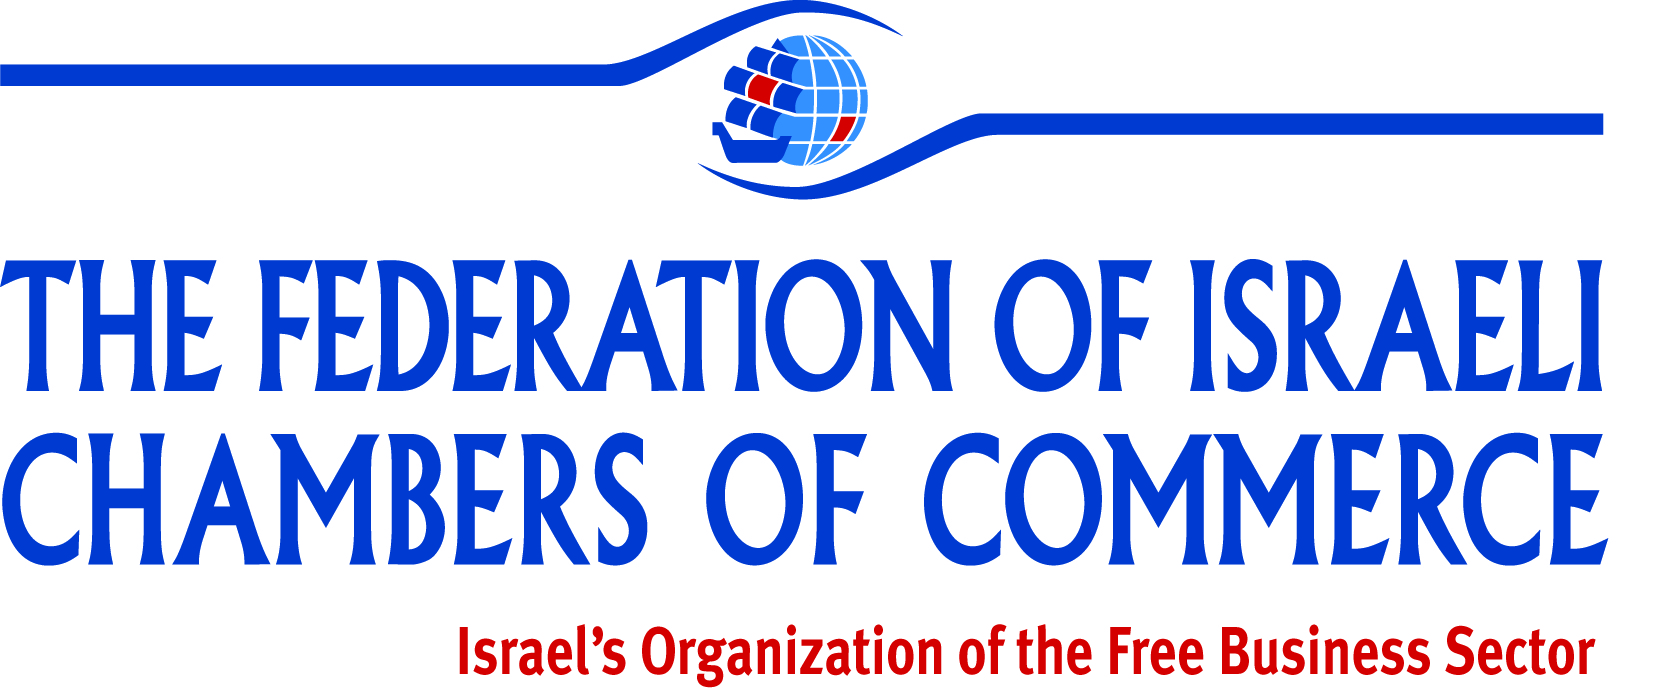 THE FEDERATION OF ISRAELI
CHAMBERS OF COMMERCE
Israel’s Organization of the Free Business Sector